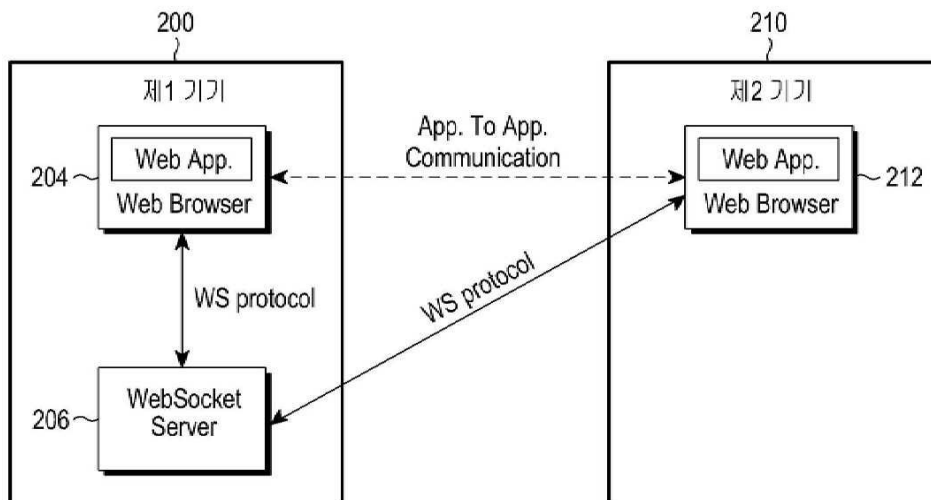 200
210
제1 기기
제2 기기
App. To App.
Communication
Web App.
Web Browser
204
Web App.
Web Browser
212
WS protocol
WS protocol
WebSocket
Server
206